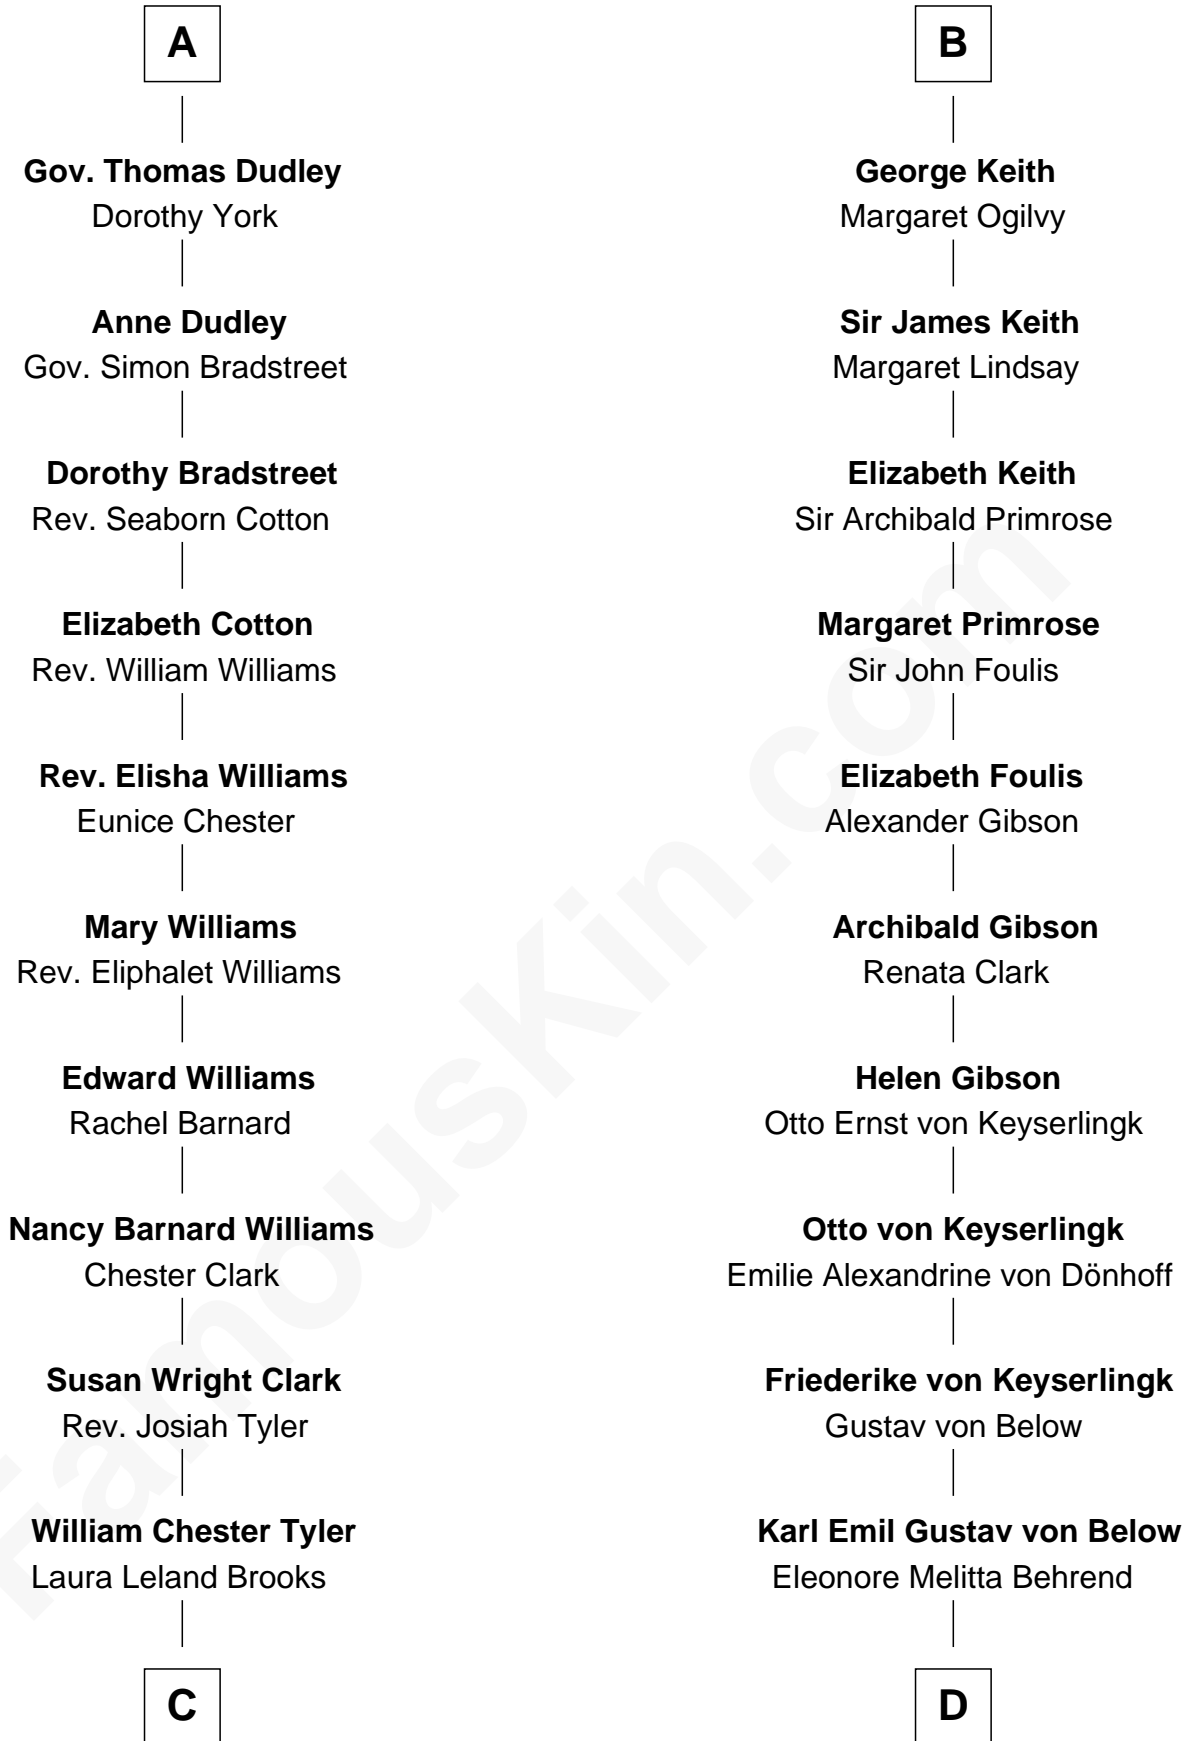 A
Gov. Thomas Dudley
Dorothy York
Anne Dudley
Gov. Simon Bradstreet
Dorothy Bradstreet
Rev. Seaborn Cotton
Elizabeth Cotton
Rev. William Williams
Rev. Elisha Williams
Eunice Chester
Mary Williams
Rev. Eliphalet Williams
Edward Williams
Rachel Barnard
Nancy Barnard Williams
Chester Clark
Susan Wright Clark
Rev. Josiah Tyler
William Chester Tyler
Laura Leland Brooks
C
B
George Keith
Margaret Ogilvy
Sir James Keith
Margaret Lindsay
Elizabeth Keith
Sir Archibald Primrose
Margaret Primrose
Sir John Foulis
Elizabeth Foulis
Alexander Gibson
Archibald Gibson
Renata Clark
Helen Gibson
Otto Ernst von Keyserlingk
Otto von Keyserlingk
Emilie Alexandrine von Dönhoff
Friederike von Keyserlingk
Gustav von Below
Karl Emil Gustav von Below
Eleonore Melitta Behrend
D
FamousKin.com